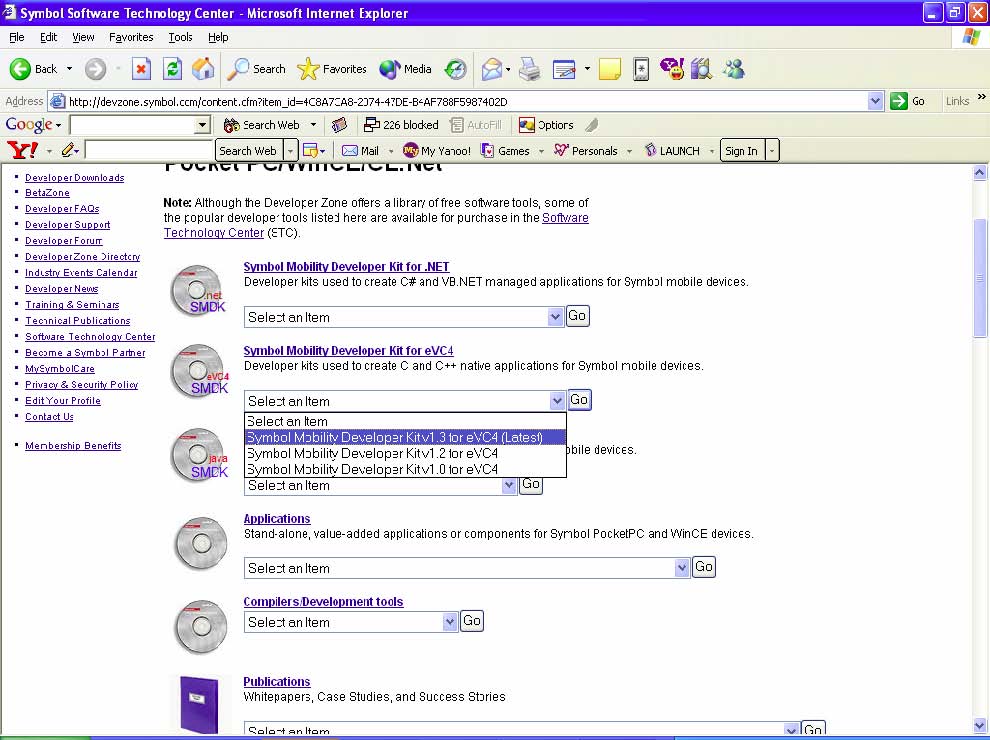 Symbol Software Technology Center - Microsoft Internet Explorer
File Edit View Favorites Tools Help
Back Search Favorites Media
Address http://devzone.symbol.com/content.cfm?item_id=4C8A7CA8-2074-47DE-B4AF788F5987402D Go Links »
Google Search Web 226 blocked AutoFill Options
Y! Search Web Mail My Yahoo! Games Personals LAUNCH Sign In
Pocket PC/WinCE/CE.Net
Developer Downloads
BetaZone
Developer FAQs
Developer Support
Developer Forum
Developer Zone Directory
Industry Events Calendar
Developer News
Training & Seminars
Technical Publications
Software Technology Center
Become a Symbol Partner
MySymbolCare
Privacy & Security Policy
Edit Your Profile
Contact Us
Membership Benefits
Note: Although the Developer Zone offers a library of free software tools, some of
the popular developer tools listed here are available for purchase in the Software
Technology Center (STC).
.net
SMDK
Symbol Mobility Developer Kit for .NET
Developer kits used to create C# and VB.NET managed applications for Symbol mobile devices.
Select an Item Go
eVC4
SMDK
Symbol Mobility Developer Kit for eVC4
Developer kits used to create C and C++ native applications for Symbol mobile devices.
Select an Item Go
Select an Item
Symbol Mobility Developer Kit v1.3 for eVC4 (Latest)
Symbol Mobility Developer Kit v1.2 for eVC4
Symbol Mobility Developer Kit v1.0 for eVC4
java
SMDK
bile devices.
Select an Item Go
Applications
Stand-alone, value-added applications or components for Symbol PocketPC and WinCE devices.
Select an Item Go
Compilers/Development tools
Select an Item Go
Publications
Whitepapers, Case Studies, and Success Stories
Select an Item Go